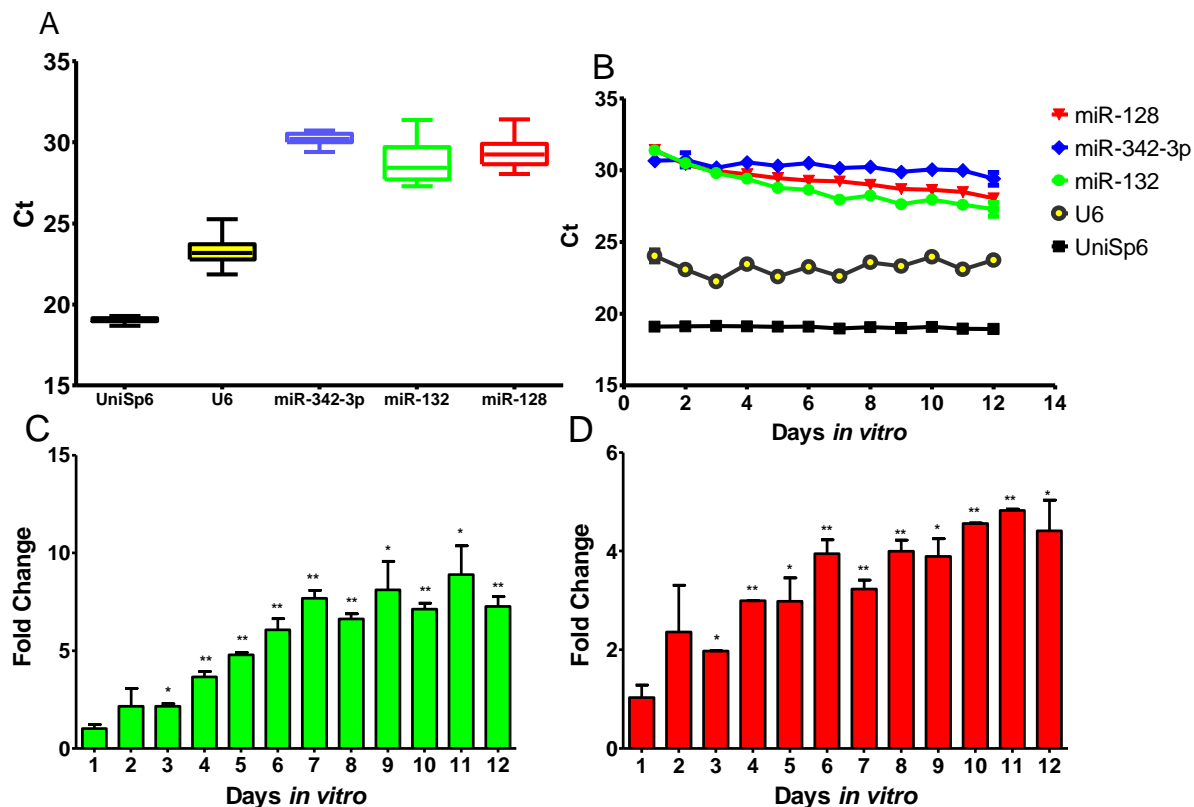 A
35
30
25
20
15
Ct
UniSp6 U6 miR-342-3p miR-132 miR-128
B
35
30
25
20
15
Ct
0 2 4 6 8 10 12 14
Days in vitro
miR-128
miR-342-3p
miR-132
U6
UniSp6
C
15
10
5
0
Fold Change
* ** ** ** ** ** * ** * **
1 2 3 4 5 6 7 8 9 10 11 12
Days in vitro
D
6
4
2
0
Fold Change
* ** * ** ** ** * ** ** *
1 2 3 4 5 6 7 8 9 10 11 12
Days in vitro